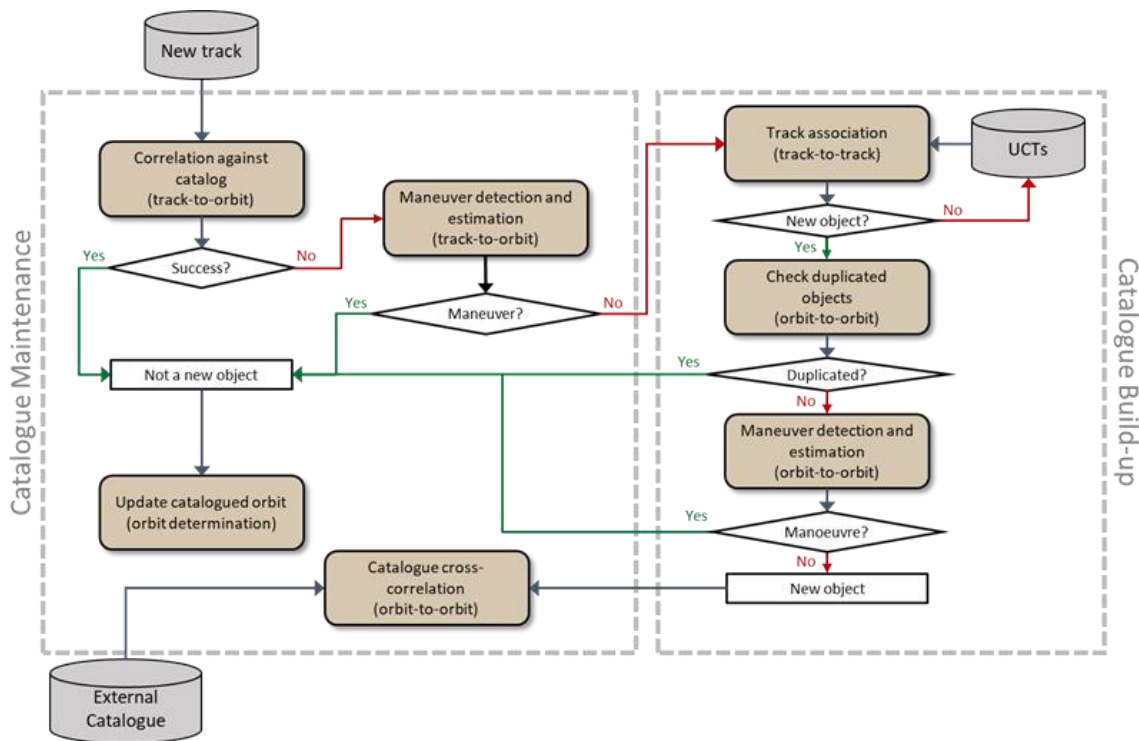 New track
Catalogue Maintenance
Correlation against
catalog
(track-to-orbit)
Success?
Yes
No
Maneuver detection and
estimation
(track-to-orbit)
Maneuver?
Yes
No
Not a new object
Update catalogued orbit
(orbit determination)
Catalogue cross-
correlation
(orbit-to-orbit)
External
Catalogue
Catalogue Build-up
Track association
(track-to-track)
UCTs
New object?
No
Yes
Check duplicated
objects
(orbit-to-orbit)
Duplicated?
Yes
No
Maneuver detection and
estimation
(orbit-to-orbit)
Manoeuvre?
Yes
No
New object